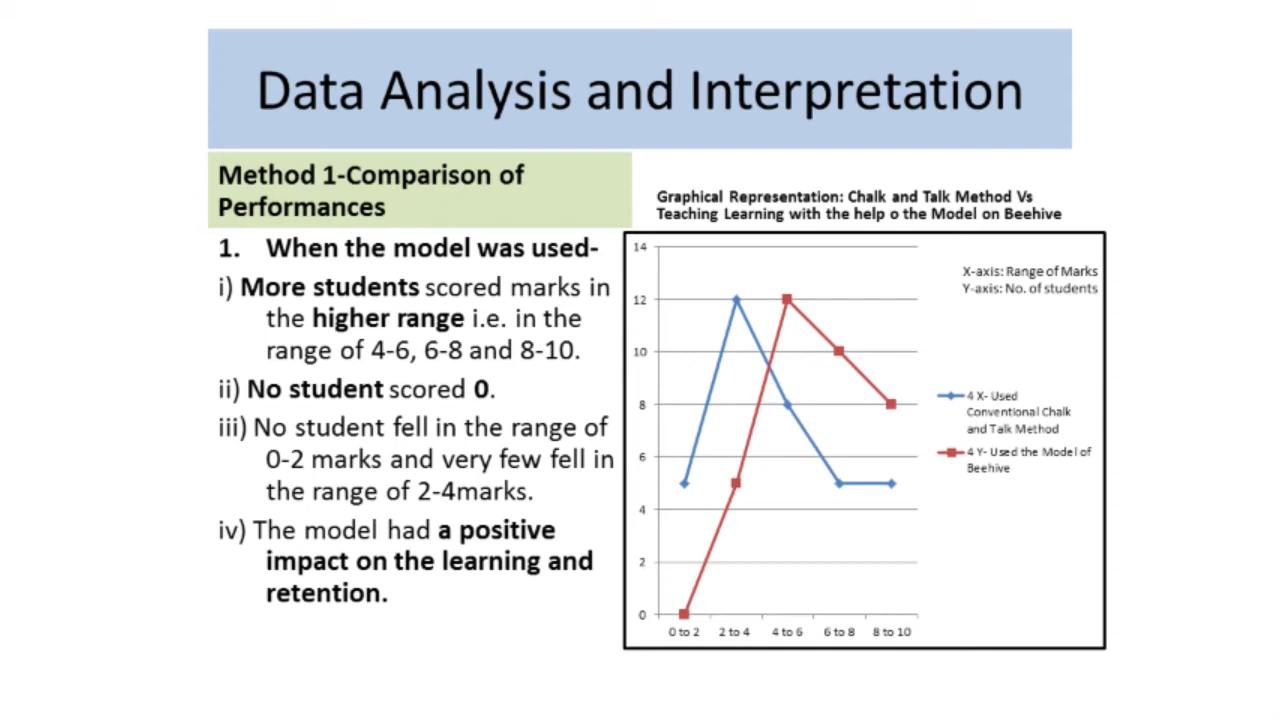 Data Analysis and Interpretation
Method 1-Comparison of
Performances
1. When the model was used-
i) More students scored marks in
the higher range i.e. in the
range of 4-6, 6-8 and 8-10.
ii) No student scored 0.
iii) No student fell in the range of
0-2 marks and very few fell in
the range of 2-4marks.
iv) The model had a positive
impact on the learning and
retention.
Graphical Representation: Chalk and Talk Method Vs
Teaching Learning with the help o the Model on Beehive
14
12
10
8
6
4
2
0
0 to 2 2 to 4 4 to 6 6 to 8 8 to 10
X-axis: Range of Marks
Y-axis: No. of students
4 X- Used
Conventional Chalk
and Talk Method
4 Y- Used the Model of
Beehive